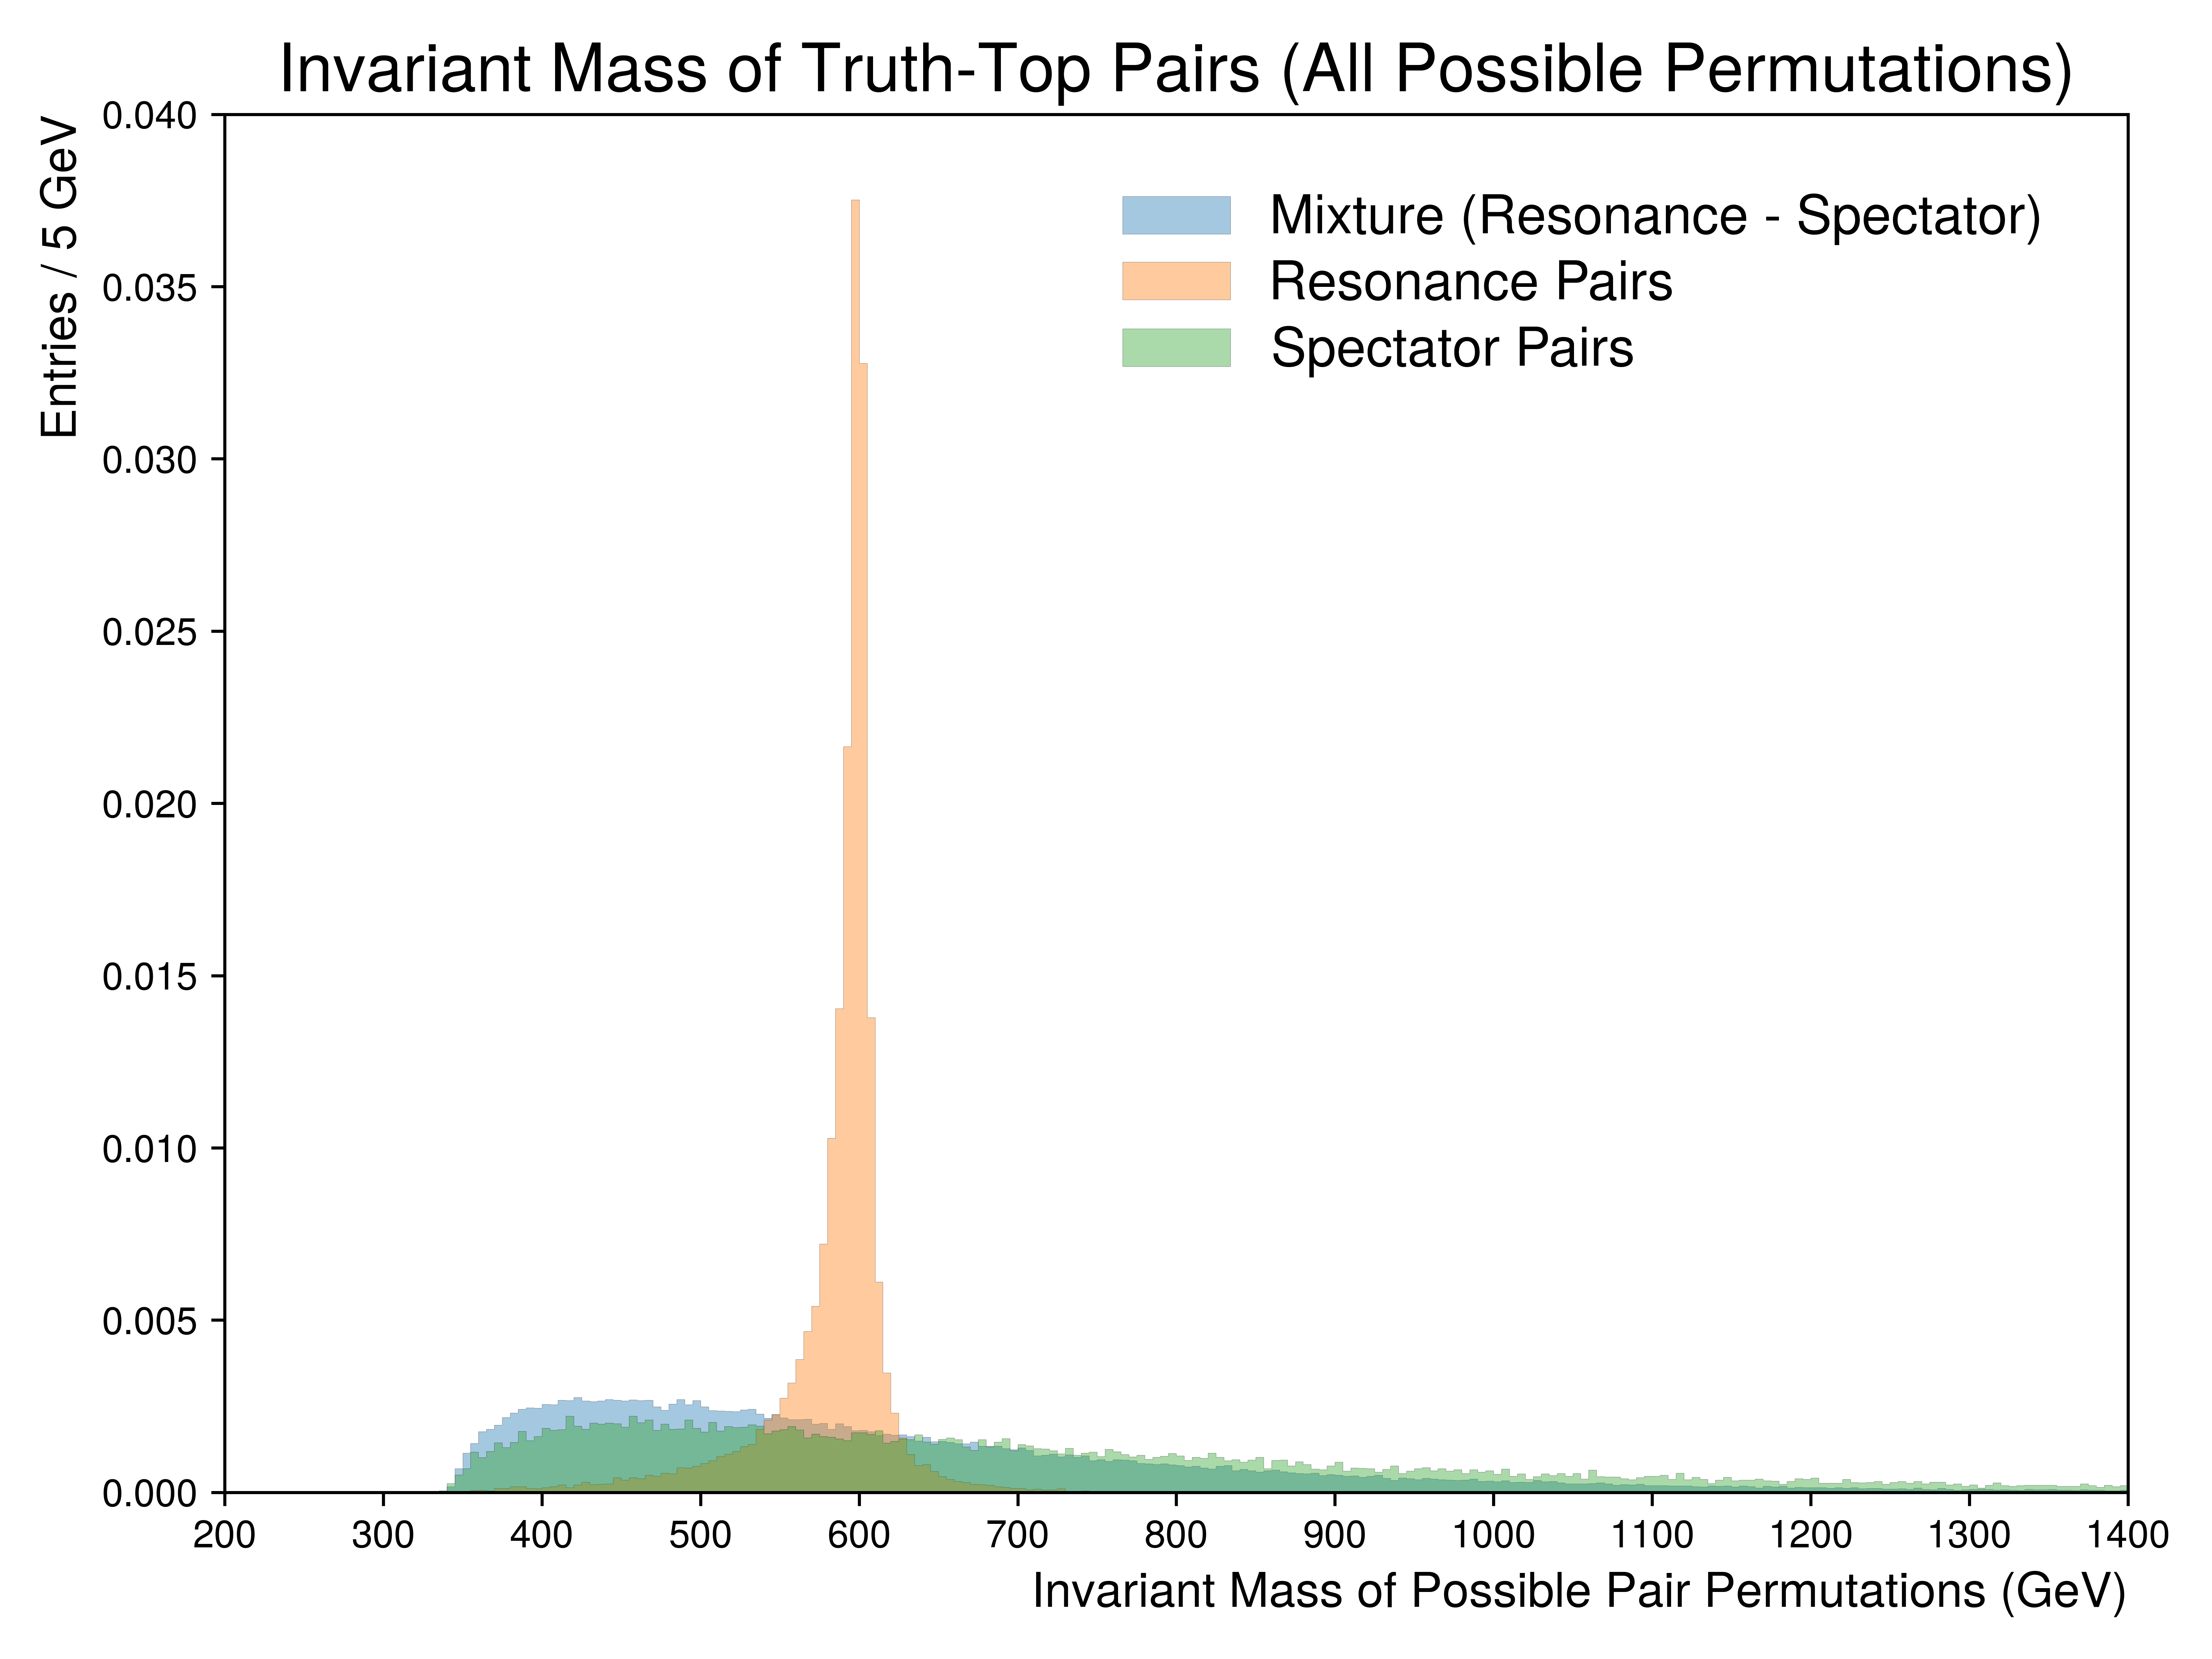 Invariant Mass of Truth-Top Pairs (All Possible Permutations)
Entries / 5 GeV
0.040
0.035
0.030
0.025
0.020
0.015
0.010
0.005
0.000
Mixture (Resonance - Spectator)
Resonance Pairs
Spectator Pairs
200 300 400 500 600 700 800 900 1000 1100 1200 1300 1400
Invariant Mass of Possible Pair Permutations (GeV)